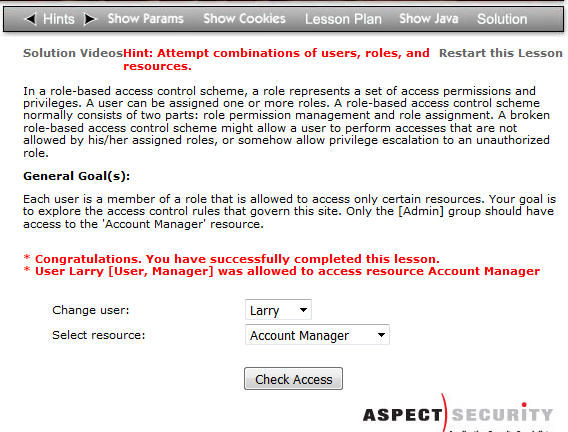 Hints Show Params Show Cookies Lesson Plan Show Java Solution
Solution Videos Hint: Attempt combinations of users, roles, and resources. Restart this Lesson
In a role-based access control scheme, a role represents a set of access permissions and
privileges. A user can be assigned one or more roles. A role-based access control scheme
normally consists of two parts: role permission management and role assignment. A broken
role-based access control scheme might allow a user to perform accesses that are not
allowed by his/her assigned roles, or somehow allow privilege escalation to an unauthorized
role.
General Goal(s):
Each user is a member of a role that is allowed to access only certain resources. Your goal is
to explore the access control rules that govern this site. Only the [Admin] group should have
access to the 'Account Manager' resource.
* Congratulations. You have successfully completed this lesson.
* User Larry [User, Manager] was allowed to access resource Account Manager
Change user: Larry
Select resource: Account Manager
Check Access
ASPECT SECURITY